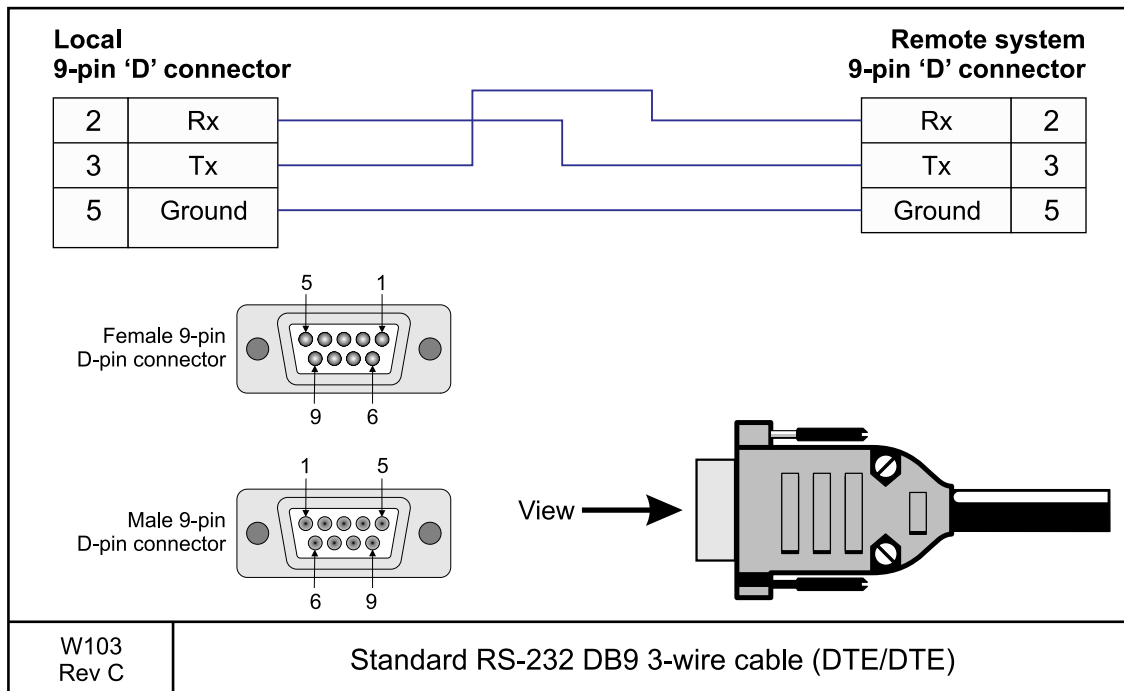 Local
9-pin ‘D’ connector
Remote system
9-pin ‘D’ connector
2 Rx
Rx 2
3 Tx
Tx 3
5 Ground
Ground 5
5 1
Female 9-pin
D-pin connector
9 6
1 5
Male 9-pin
D-pin connector
6 9
View
W103
Rev C
Standard RS-232 DB9 3-wire cable (DTE/DTE)